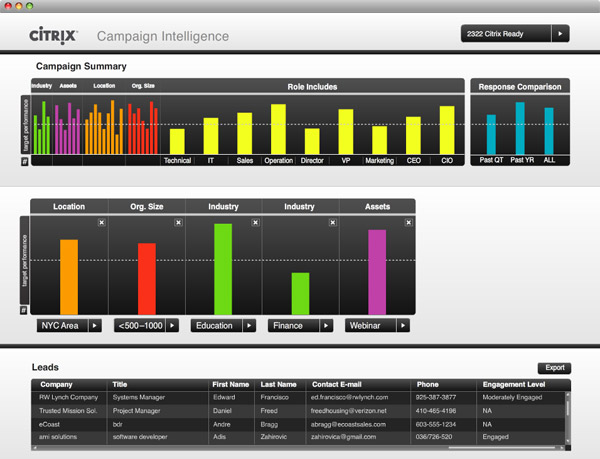 CITRIX Campaign Intelligence
2322 Citrix Ready
Campaign Summary
Industry Assets Location Org. Size Role Includes Response Comparison
target performance
# Technical IT Sales Operation Director VP Marketing CEO CIO Past QT Past YR ALL
Location Org. Size Industry Industry Assets
target performance
#
NYC Area <500-1000 Education Finance Webinar
Leads Export
Company Title First Name Last Name Contact E-mail Phone Engagement Level
RW Lynch Company Systems Manager Edward Francisco ed.francisco@rwlynch.com 925-387-3877 Moderately Engaged
Trusted Mission Sol. Project Manager Daniel Freed freedhousing@verizon.net 410-465-4196 NA
eCoast bdr Andre Bragg abragg@ecoastsales.com 603-555-1234 NA
ami solutions software developer Adis Zahirovic zahirovica@gmail.com 036/726-520 Engaged